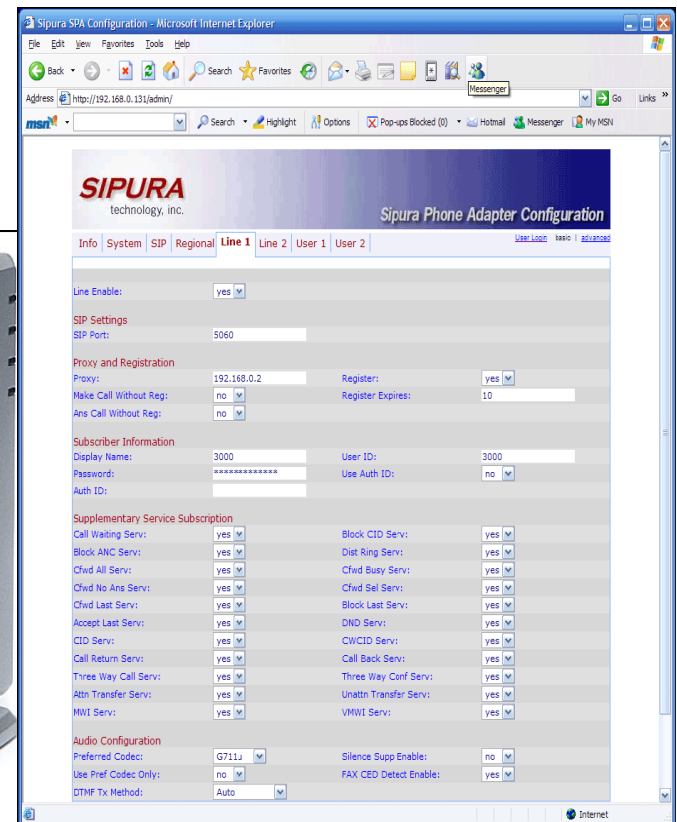 Sipura SPA Configuration - Microsoft Internet Explorer
File Edit View Favorites Tools Help
Back Search Favorites
Messenger
Address http://192.168.0.131/admin/ Go Links »
msn Search Highlight Options Pop-ups Blocked (0) Hotmail Messenger My MSN
SIPURA
technology, inc.
Sipura Phone Adapter Configuration
Info System SIP Regional Line 1 Line 2 User 1 User 2 User Login basic | advanced
Line Enable: yes
SIP Settings
SIP Port: 5060
Proxy and Registration
Proxy: 192.168.0.2 Register: yes
Make Call Without Reg: no Register Expires: 10
Ans Call Without Reg: no
Subscriber Information
Display Name: 3000 User ID: 3000
Password: ************* Use Auth ID: no
Auth ID:
Supplementary Service Subscription
Call Waiting Serv: yes Block CID Serv: yes
Block ANC Serv: yes Dist Ring Serv: yes
Cfwd All Serv: yes Cfwd Busy Serv: yes
Cfwd No Ans Serv: yes Cfwd Sel Serv: yes
Cfwd Last Serv: yes Block Last Serv: yes
Accept Last Serv: yes DND Serv: yes
CID Serv: yes CWCID Serv: yes
Call Return Serv: yes Call Back Serv: yes
Three Way Call Serv: yes Three Way Conf Serv: yes
Attn Transfer Serv: yes Unattn Transfer Serv: yes
MWI Serv: yes VMWI Serv: yes
Audio Configuration
Preferred Codec: G711u Silence Supp Enable: no
Use Pref Codec Only: no FAX CED Detect Enable: yes
DTMF Tx Method: Auto
Internet